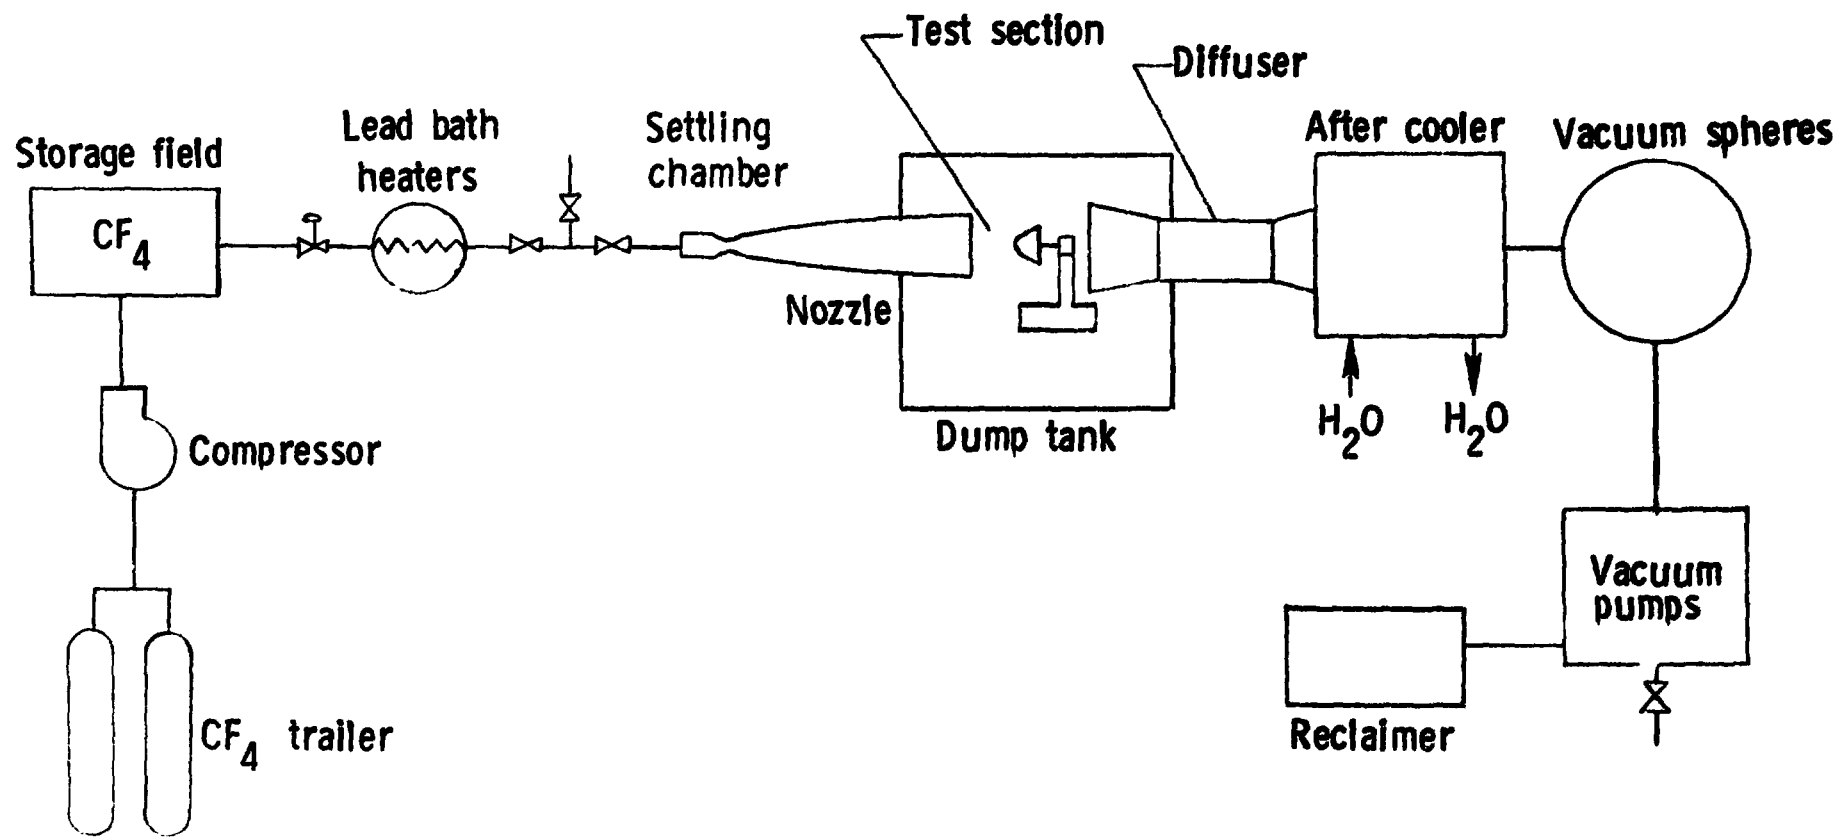 Test section
Diffuser
Lead bath
heaters
Settling
chamber
After cooler
Vacuum spheres
Storage field
CF4
Nozzle
Dump tank
H2O
H2O
Compressor
Vacuum
pumps
CF4 trailer
Reclaimer